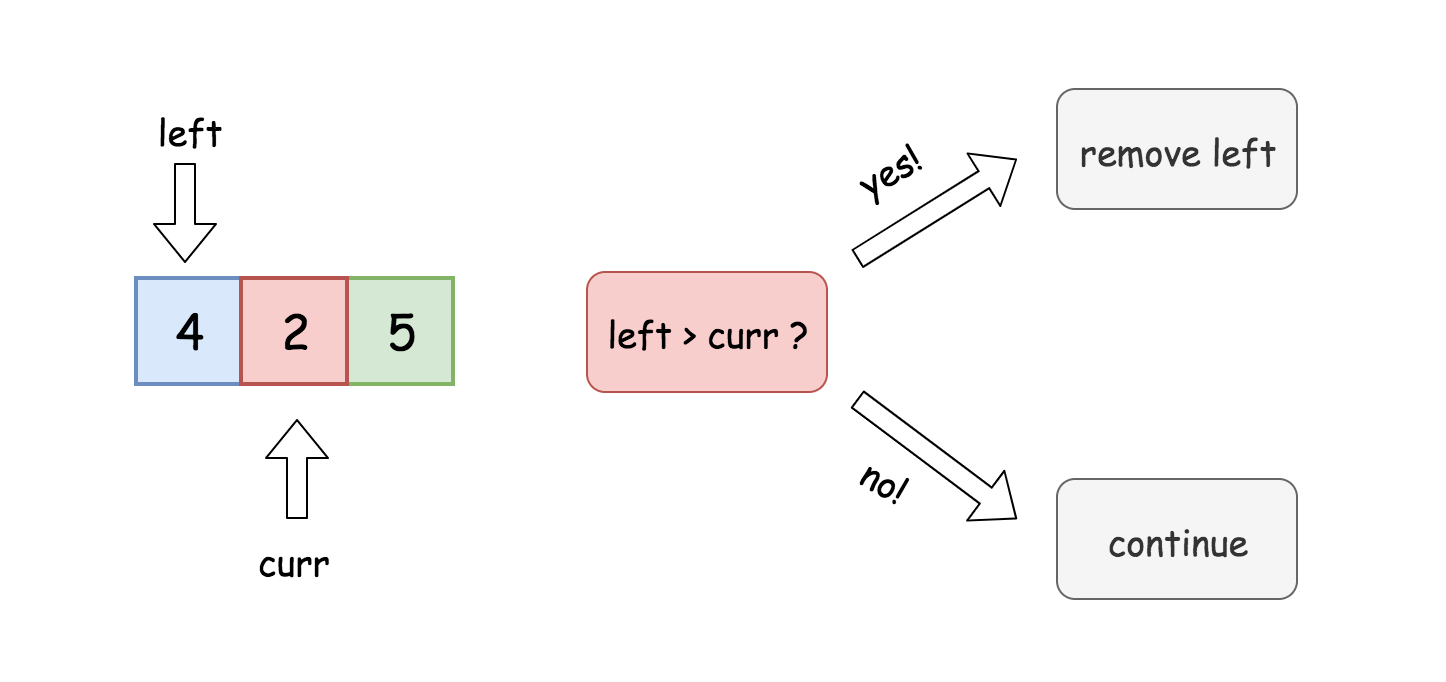 left
4 2 5
curr
left > curr ?
yes!
remove left
no!
continue